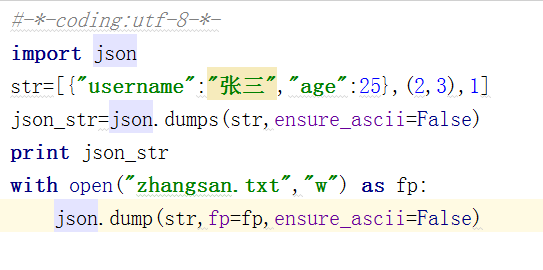 #-*-coding:utf-8-*-
import json
str=[{"username":"张三","age":25},(2,3),1]
json_str=json.dumps(str,ensure_ascii=False)
print json_str
with open("zhangsan.txt","w") as fp:
    json.dump(str,fp=fp,ensure_ascii=False)